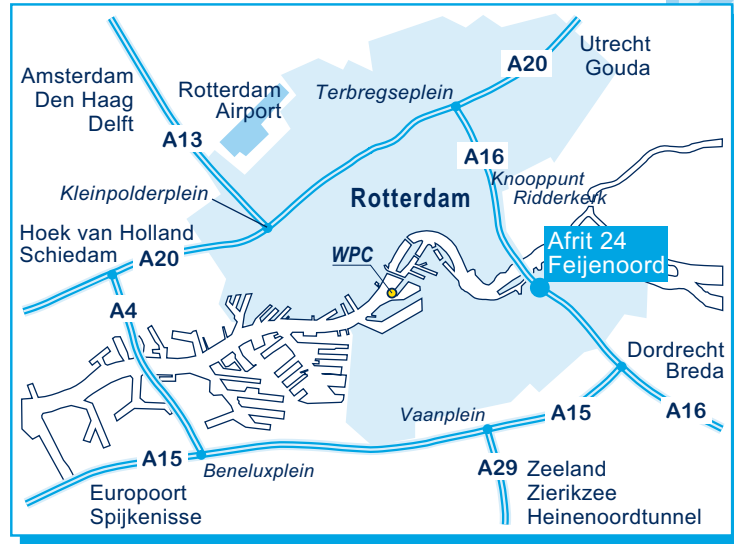 Utrecht
Gouda
A20
Amsterdam
Den Haag
Delft
Rotterdam
Airport
Terbregseplein
A13
A16
Knooppunt
Ridderkerk
Kleinpolderplein
Rotterdam
Hoek van Holland
Schiedam
A20
WPC
Afrit 24
Feijenoord
A4
Dordrecht
Breda
Vaanplein
A15
A16
A15
Beneluxplein
A29
Zeeland
Zierikzee
Heinenoordtunnel
Europoort
Spijkenisse